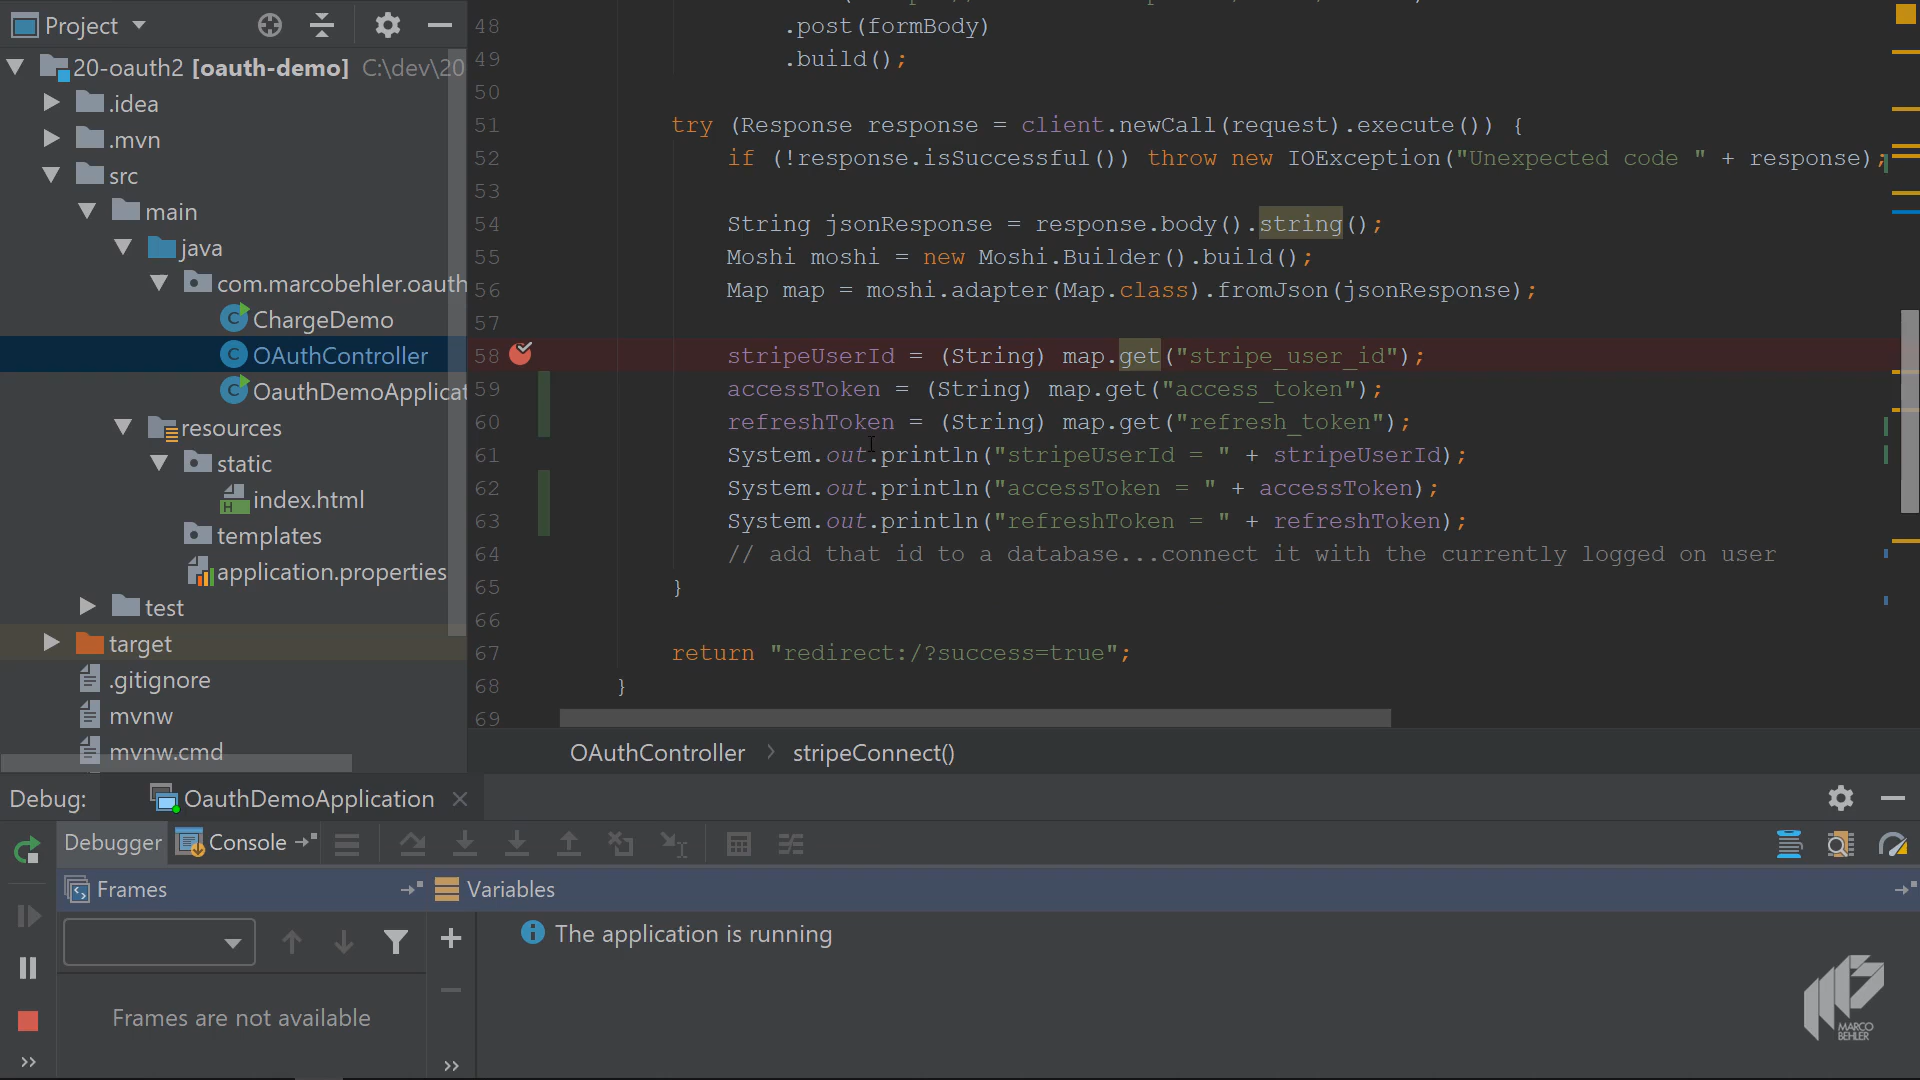 Project
20-oauth2 [oauth-demo] C:\dev\20
.idea
.mvn
src
main
java
com.marcobehler.oauth
ChargeDemo
OAuthController
OauthDemoApplicat
resources
static
index.html
templates
application.properties
test
target
.gitignore
mvnw
mvnw.cmd
48 .post(formBody)
49 .build();
50
51 try (Response response = client.newCall(request).execute()) {
52 if (!response.isSuccessful()) throw new IOException("Unexpected code " + response);
53
54 String jsonResponse = response.body().string();
55 Moshi moshi = new Moshi.Builder().build();
56 Map map = moshi.adapter(Map.class).fromJson(jsonResponse);
57
58 stripeUserId = (String) map.get("stripe_user_id");
59 accessToken = (String) map.get("access_token");
60 refreshToken = (String) map.get("refresh_token");
61 System.out.println("stripeUserId = " + stripeUserId);
62 System.out.println("accessToken = " + accessToken);
63 System.out.println("refreshToken = " + refreshToken);
64 // add that id to a database...connect it with the currently logged on user
65 }
66
67 return "redirect:/?success=true";
68 }
69
OAuthController > stripeConnect()
Debug: OauthDemoApplication
Debugger Console
Frames Variables
The application is running
Frames are not available
MARCO
BEHLER